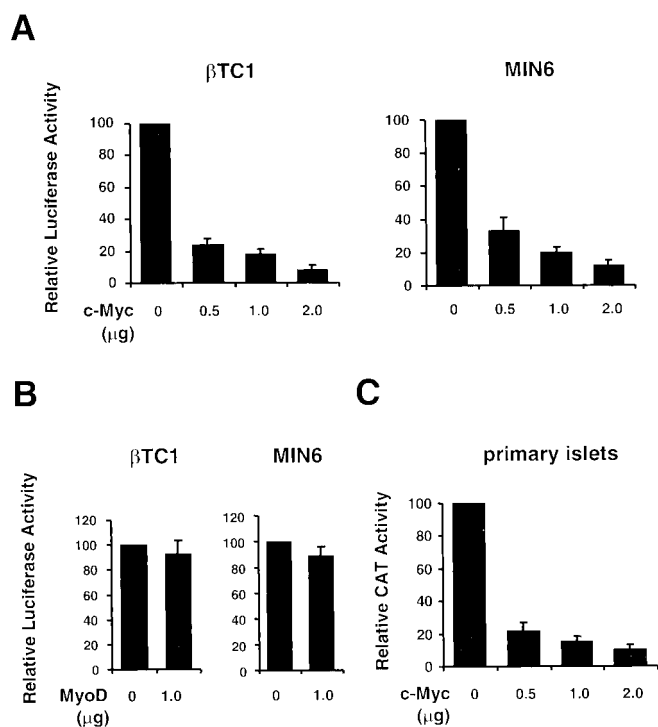 A
βTC1
MIN6
Relative Luciferase Activity
100
80
60
40
20
0
100
80
60
40
20
0
c-Myc 0 0.5 1.0 2.0
0 0.5 1.0 2.0
(μg)
B
C
βTC1
MIN6
primary islets
Relative Luciferase Activity
120
100
80
60
40
20
0
120
100
80
60
40
20
0
Relative CAT Activity
100
80
60
40
20
0
MyoD 0 1.0
0 1.0
(μg)
c-Myc 0 0.5 1.0 2.0
(μg)